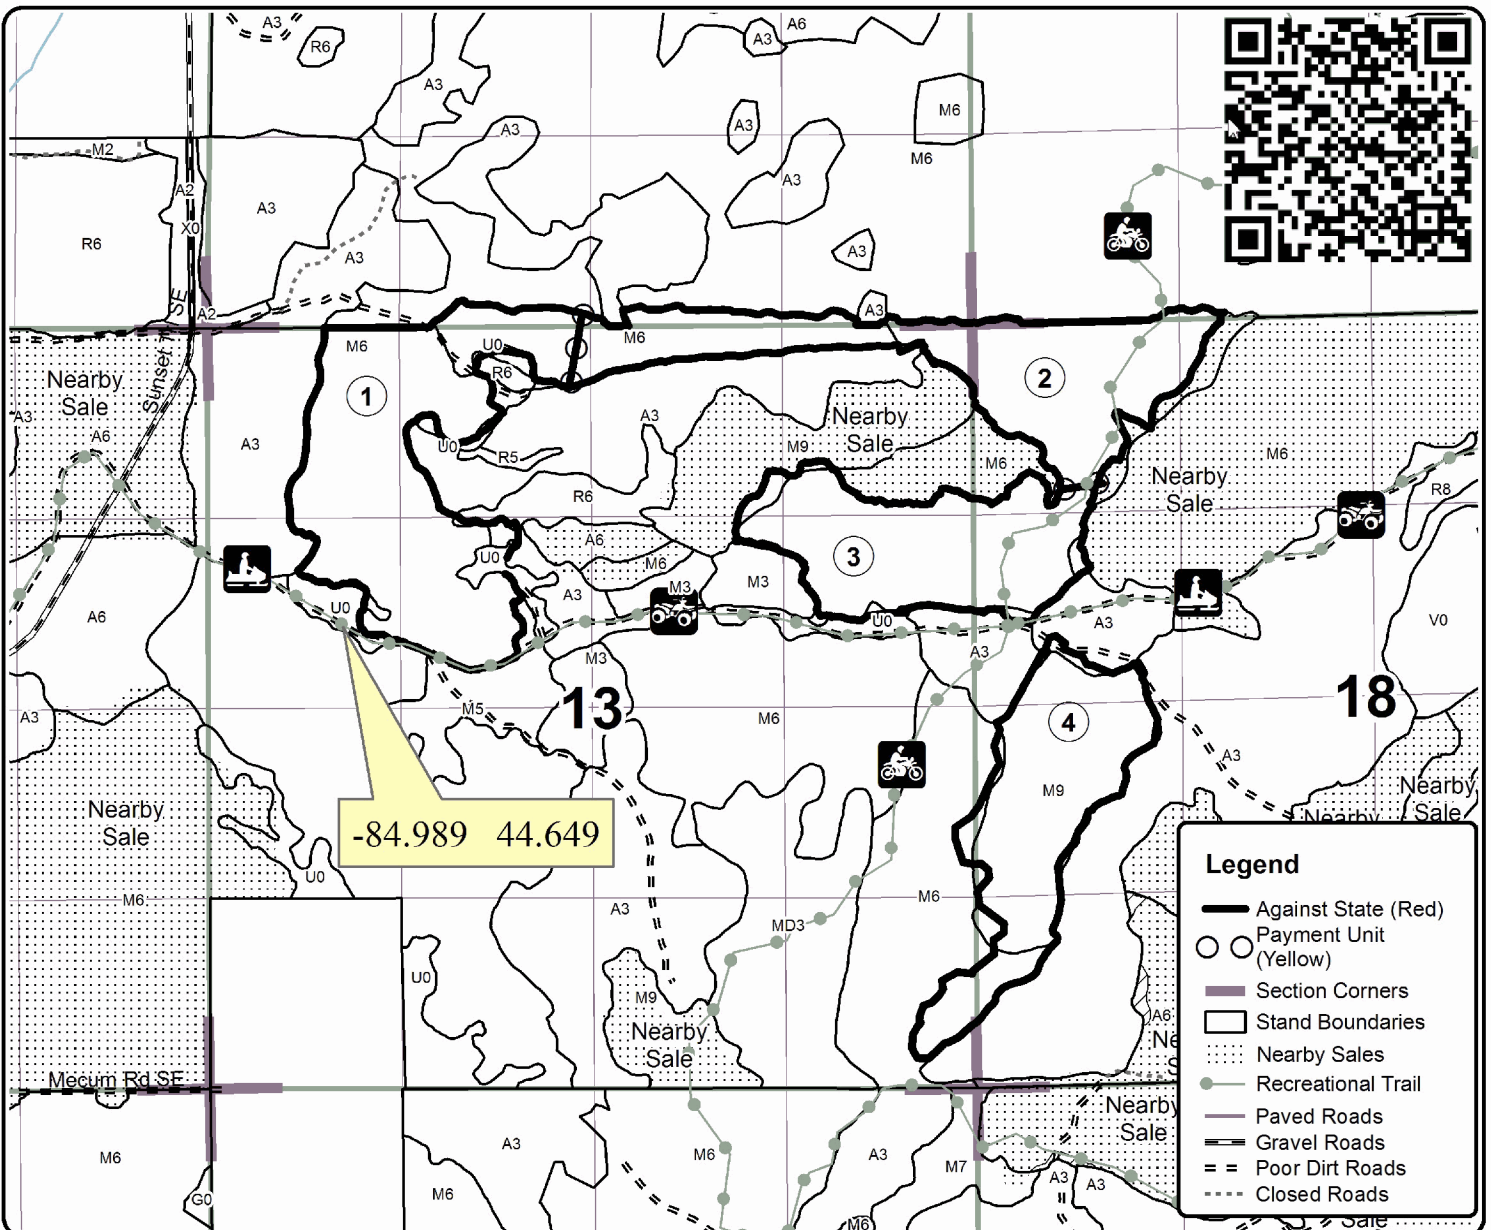 A3
A6
A3
R6
A3
M6
A3
A3
M2
M6
A2
A3
A3
X0
R6
A3
A3
A2
A3
SE
M6
M6
U0
R6
1
2
Nearby
Sale
Sunset
A3
A3
Nearby
Sale
A6
A3
U0
M9
R5
M6
M6
Nearby
Sale
R8
R6
A6
U0
M6
3
M3
M3
A3
U0
A6
U0
A3
V0
M3
A3
A3
M5
13
M6
18
4
A3
M9
Nearby
Sale
Nearby
Sale
Nearby
-84.989 44.649
U0
M6
M6
A3
MD3
U0
M9
Nearby
Sale
A6
Mecum Rd SE
Nearby
Sale
M6
A3
M6
A3
M7
A3
A3
G0
M6
M6
Legend
Against State (Red)
Payment Unit
(Yellow)
Section Corners
Stand Boundaries
Nearby Sales
Recreational Trail
Paved Roads
Gravel Roads
Poor Dirt Roads
Closed Roads
Sale